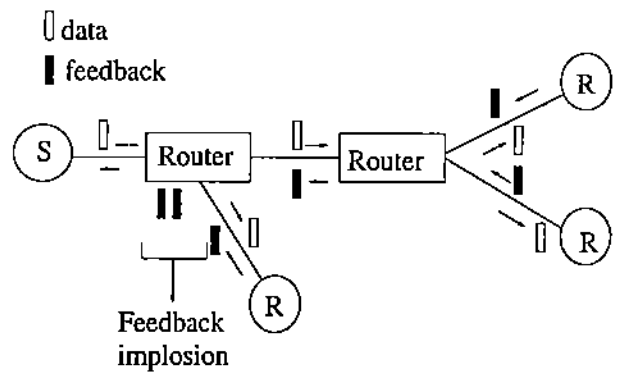 data
feedback
R
S
Router
Router
R
R
Feedback
implosion